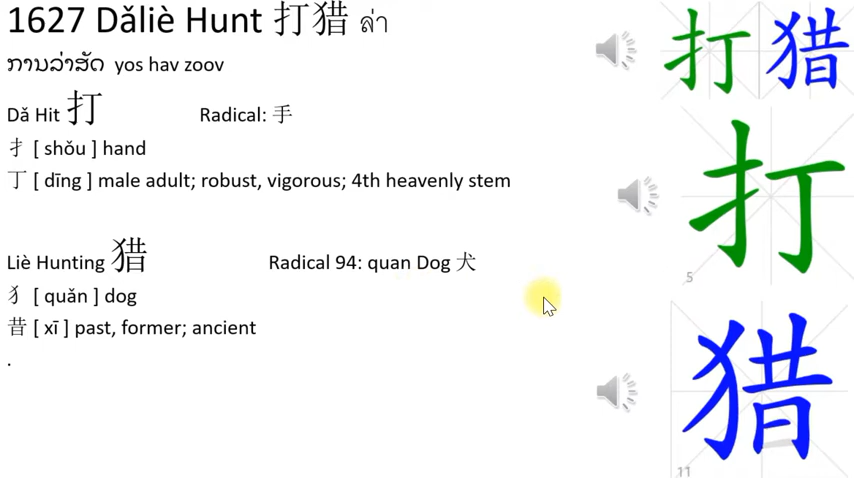 1627 Dǎliè Hunt 打猎 ล่า
ການລ່າສັດ yos hav zoov
Dǎ Hit 打 Radical: 手
扌 [ shǒu ] hand
丁 [ dīng ] male adult; robust, vigorous; 4th heavenly stem
Liè Hunting 猎 Radical 94: quan Dog 犬
犭 [ quǎn ] dog
昔 [ xī ] past, former; ancient
.
打猎
打
5
猎
11